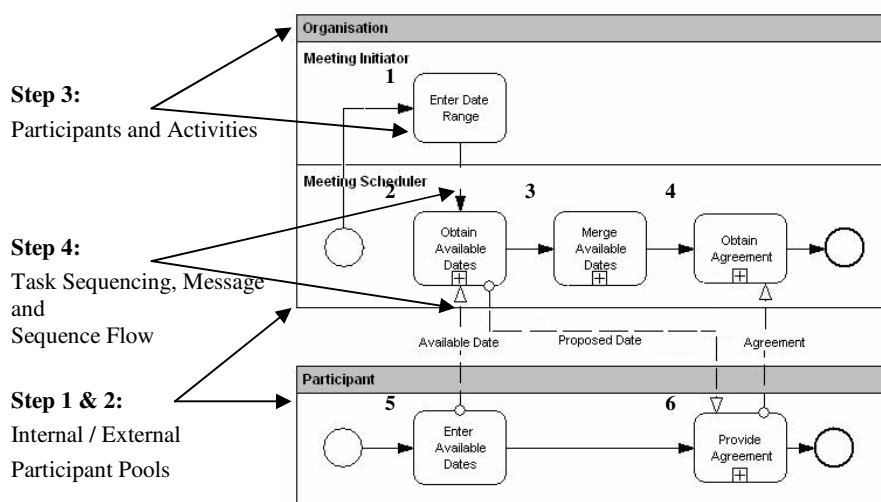 Organisation
Meeting Initiator
1
Enter Date
Range
Step 3:
Participants and Activities
Meeting Scheduler
2
3
4
Obtain
Available
Dates
Merge
Available
Dates
Obtain
Agreement
Step 4:
Task Sequencing, Message
and
Sequence Flow
Available Date
Proposed Date
Agreement
Participant
Step 1 & 2:
Internal / External
Participant Pools
5
6
Enter
Available
Dates
Provide
Agreement